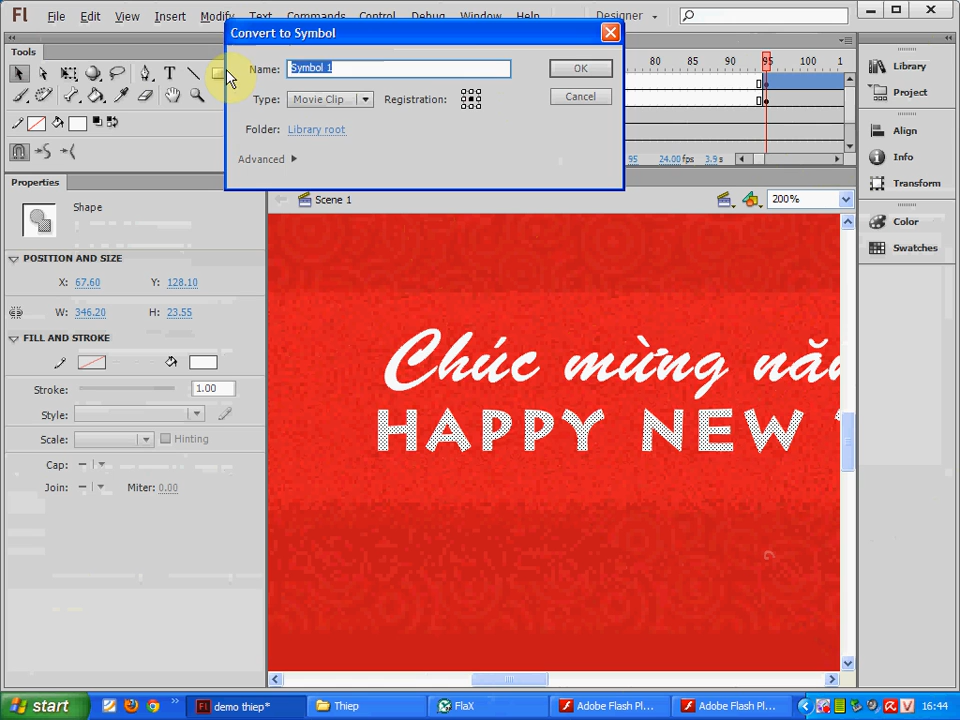 Fl File Edit View Insert Modify Text Commands Control Debug Window Help Designer
Convert to Symbol
Tools
Name: Symbol 1 OK
Type: Movie Clip Registration: Cancel
Folder: Library root
Advanced
80 85 90 95 100 1
95 24.00 fps 3.9 s
Library
Project
Align
Info
Transform
Color
Swatches
Properties
Scene 1 200%
Shape
POSITION AND SIZE
X: 67.60 Y: 128.10
W: 346.20 H: 23.55
FILL AND STROKE
Stroke: 1.00
Style:
Scale: Hinting
Cap:
Join: Miter: 0.00
Chúc mừng năm
HAPPY NEW
start demo thiep* Thiep FlaX Adobe Flash Pl... Adobe Flash Pl... 16:44